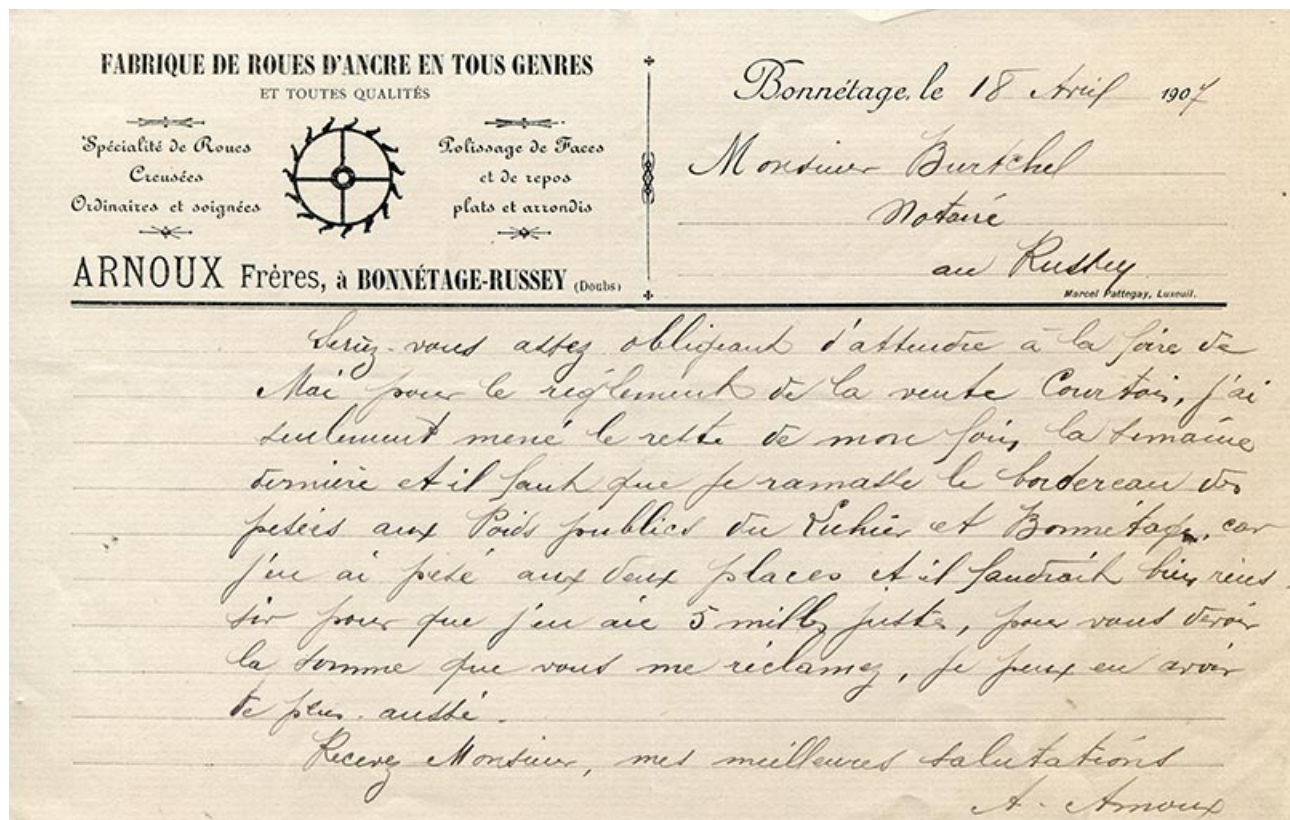 FABRIQUE DE ROUES D'ANCRE EN TOUS GENRES
ET TOUTES QUALITÉS
Spécialité de Roues
Creusées
Ordinaires et soignées
Polissage de Faces
et de repos
plats et arrondis
ARNOUX Frères, à BONNÉTAGE-RUSSEY (Doubs)
Bonnétage, le 18 Avril 1907
Monsieur Burtchel
Notaire
au Russey
Marcel Pattegay, Luxeuil.
Seriez-vous assez obligeant d'attendre à la foire de
Mai pour le règlement de la vente Courtois, j'ai
seulement mené le reste de mon foin la semaine
dernière et il faut que je ramasse le bordereau des
pesées aux Poids publics du Luhier et Bonnétage, car
j'en ai pesé aux deux places et il faudrait bien réus
sir pour que j'en aie 5 mille juste, pour vous devoir
la somme que vous me réclamez, je peux en avoir
de plus aussi.
Recevez Monsieur, mes meilleures salutations
A. Arnoux